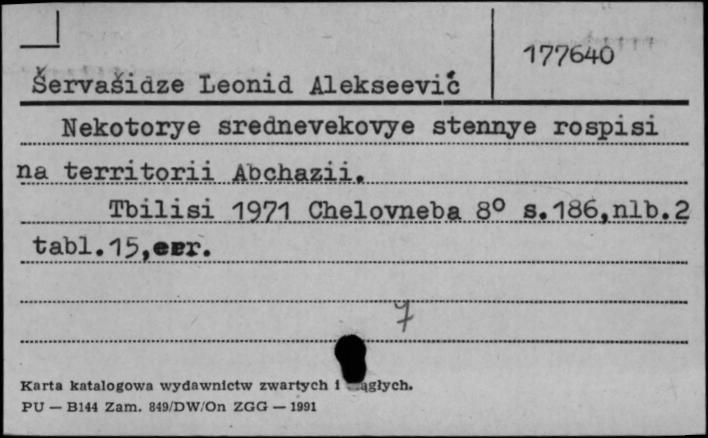 177640
Šervašidze Leonid Alekseevič
Nekotorye srednevekovye stennye rospisi
na territorii Abchazii.
Tbilisi 1971 Chelovneba 8° s.186,nlb.2
tabl.15,
7
Karta katalogowa wydawnictw zwartych i
PU — B144 Zam. 849/DW/On ZGG — 1991